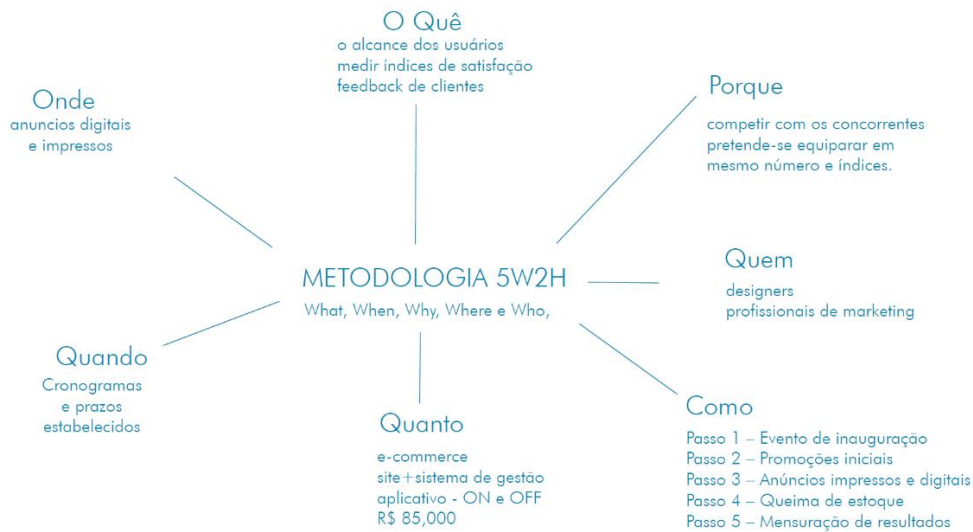 O Quê
o alcance dos usuários
medir índices de satisfação
feedback de clientes
Onde
anuncios digitais
e impressos
Porque
competir com os concorrentes
pretende-se equiparar em
mesmo número e índices.
METODOLOGIA 5W2H
What, When, Why, Where e Who,
Quem
designers
profissionais de marketing
Quando
Cronogramas
e prazos
estabelecidos
Quanto
e-commerce
site+sistema de gestão
aplicativo - ON e OFF
R$ 85,000
Como
Passo 1 – Evento de inauguração
Passo 2 – Promoções iniciais
Passo 3 – Anúncios impressos e digitais
Passo 4 – Queima de estoque
Passo 5 – Mensuração de resultados